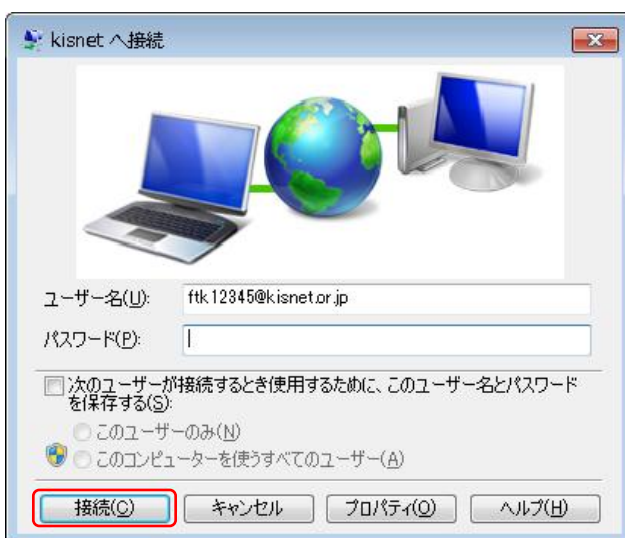 kisnet へ接続
ユーザー名(U):
ftk12345@kisnet.or.jp
パスワード(P):
次のユーザーが接続するとき使用するために、このユーザー名とパスワード
を保存する(S):
このユーザーのみ(N)
このコンピューターを使うすべてのユーザー(A)
接続(C)
キャンセル
プロパティ(O)
ヘルプ(H)